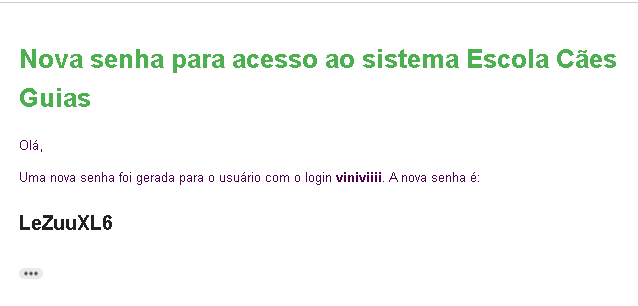 Nova senha para acesso ao sistema Escola Cães
Guias
Olá,
Uma nova senha foi gerada para o usuário com o login viniviiii. A nova senha é:
LeZuuXL6